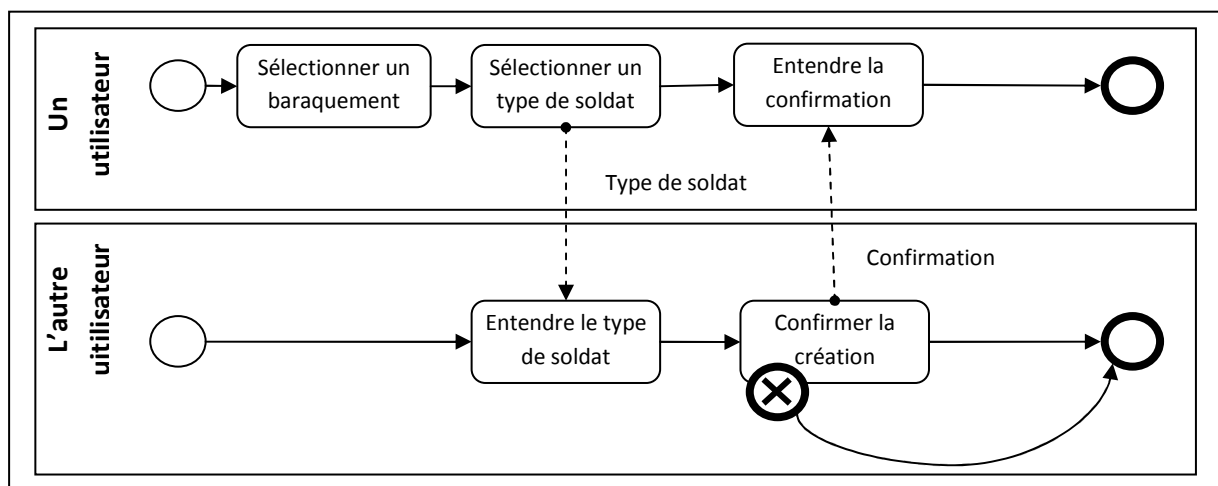 Un
utilisateur
Sélectionner un
baraquement
Sélectionner un
type de soldat
Entendre la
confirmation
Type de soldat
L'autre
uitilisateur
Confirmation
Entendre le type
de soldat
Confirmer la
création